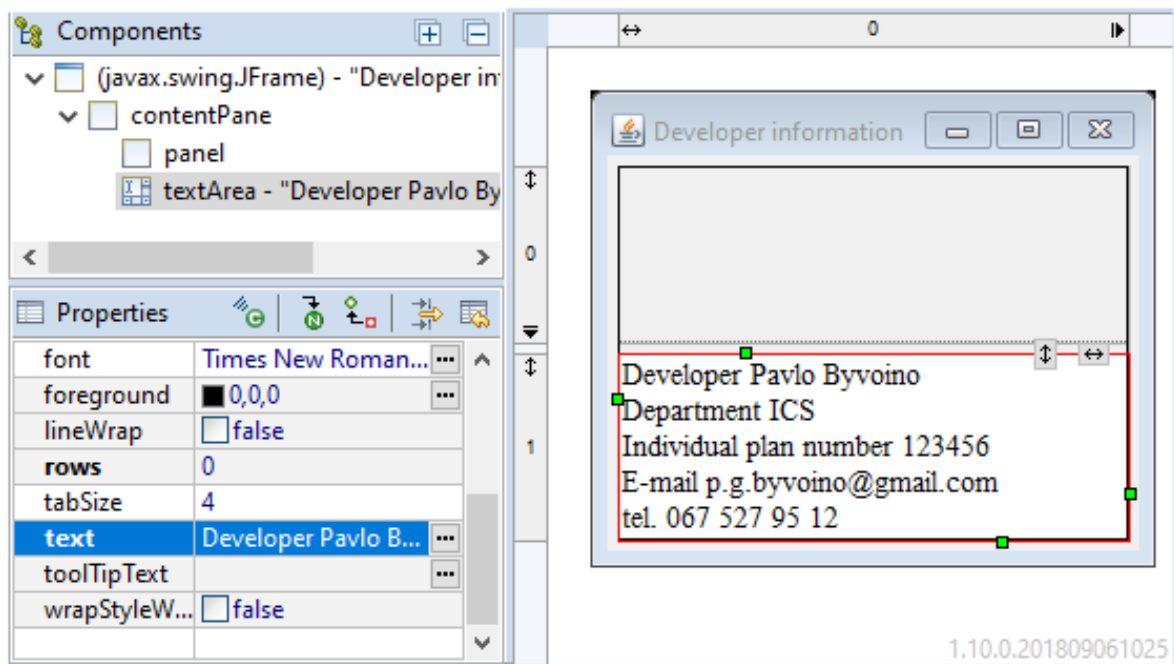 Components
(javax.swing.JFrame) - "Developer in
contentPane
panel
textArea - "Developer Pavlo By
Properties
font Times New Roman...
foreground 0,0,0
lineWrap false
rows 0
tabSize 4
text Developer Pavlo B...
toolTipText
wrapStyleW... false
0
0
1
Developer information
Developer Pavlo Byvoino
Department ICS
Individual plan number 123456
E-mail p.g.byvoino@gmail.com
tel. 067 527 95 12
1.10.0.201809061025